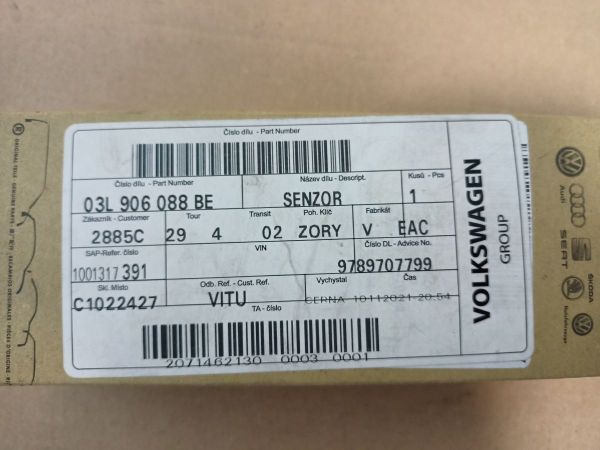 Číslo dílu - Part Number
Číslo dílu - Part Number Název dílu - Descript. Kusů - Pcs
03L 906 088 BE SENZOR 1
Zákazník - Customer Tour Transit Poh. Klíč Fabrikát
2885C 29 4 02 ZORY V EAC
SAP-Refer. číslo VIN Číslo DL - Advice No.
1001317 391 9789707799
Skl. Místo Odb. Ref. - Cust. Ref. Vychystal Čas
C1022427 VITU CERNA 10112021-20:54
TA - číslo
2071462130 0003 0001
VOLKSWAGEN
GROUP
Audi
SEAT
ŠKODA